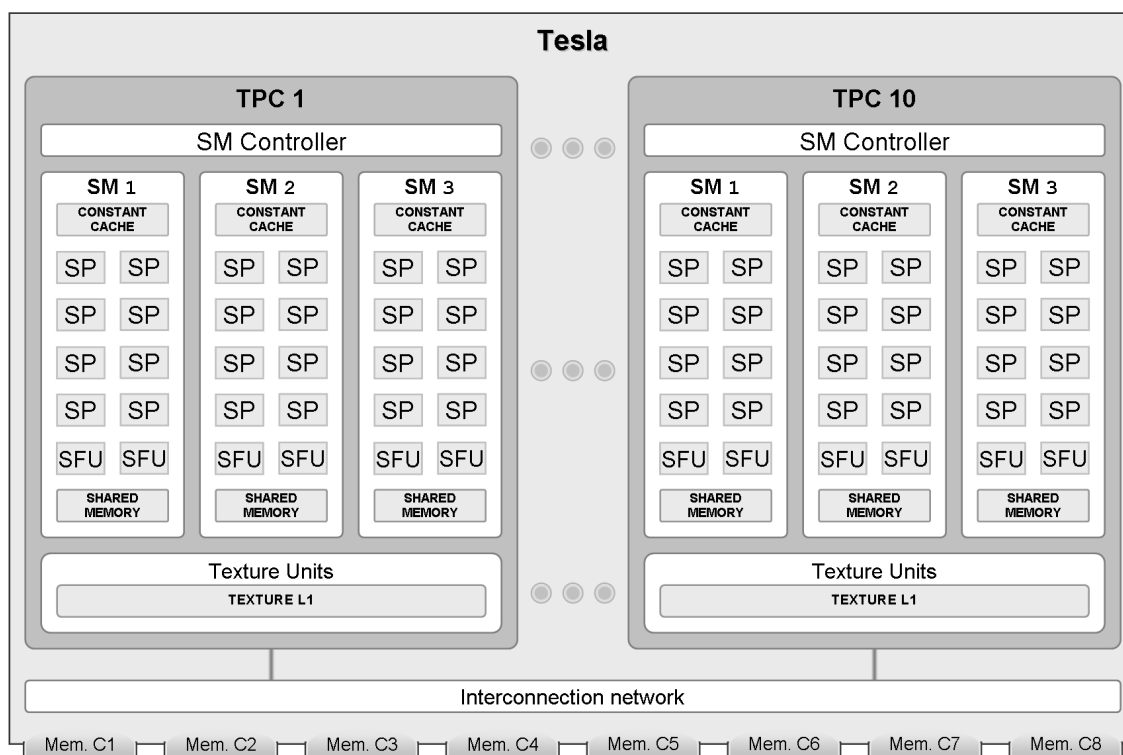 Tesla
TPC 1
SM Controller
SM 1 SM 2 SM 3
CONSTANT CACHE CONSTANT CACHE CONSTANT CACHE
SP SP SP SP SP SP
SP SP SP SP SP SP
SP SP SP SP SP SP
SP SP SP SP SP SP
SFU SFU SFU SFU SFU SFU
SHARED MEMORY SHARED MEMORY SHARED MEMORY
Texture Units
TEXTURE L1
TPC 10
SM Controller
SM 1 SM 2 SM 3
CONSTANT CACHE CONSTANT CACHE CONSTANT CACHE
SP SP SP SP SP SP
SP SP SP SP SP SP
SP SP SP SP SP SP
SP SP SP SP SP SP
SFU SFU SFU SFU SFU SFU
SHARED MEMORY SHARED MEMORY SHARED MEMORY
Texture Units
TEXTURE L1
Interconnection network
Mem. C1 Mem. C2 Mem. C3 Mem. C4 Mem. C5 Mem. C6 Mem. C7 Mem. C8